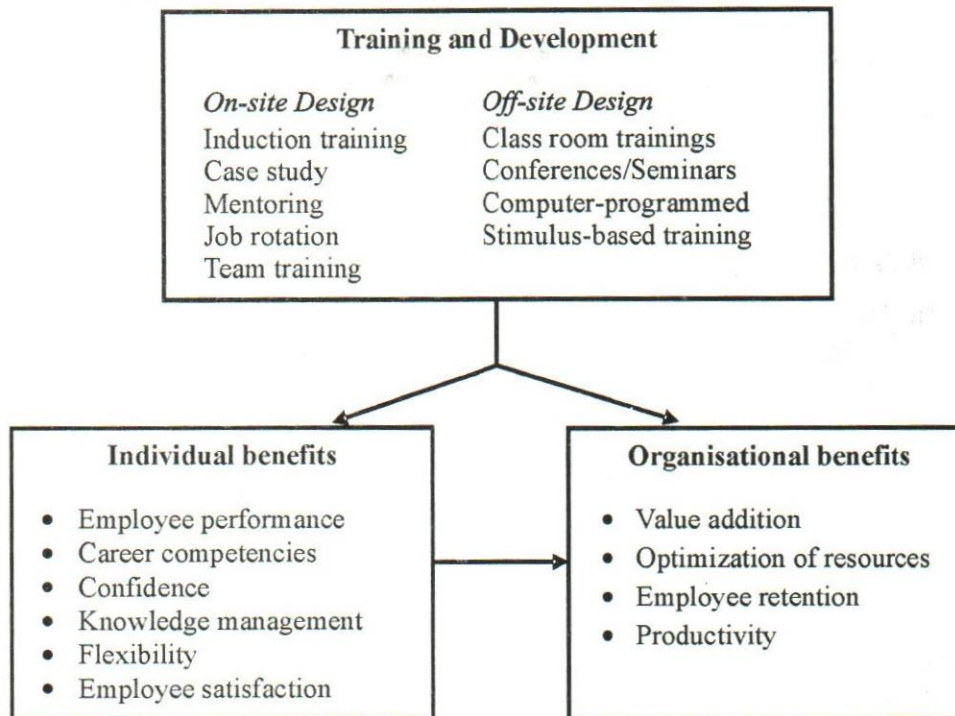 Training and Development
On-site Design
Induction training
Case study
Mentoring
Job rotation
Team training
Off-site Design
Class room trainings
Conferences/Seminars
Computer-programmed
Stimulus-based training
Individual benefits
• Employee performance
• Career competencies
• Confidence
• Knowledge management
• Flexibility
• Employee satisfaction
Organisational benefits
• Value addition
• Optimization of resources
• Employee retention
• Productivity